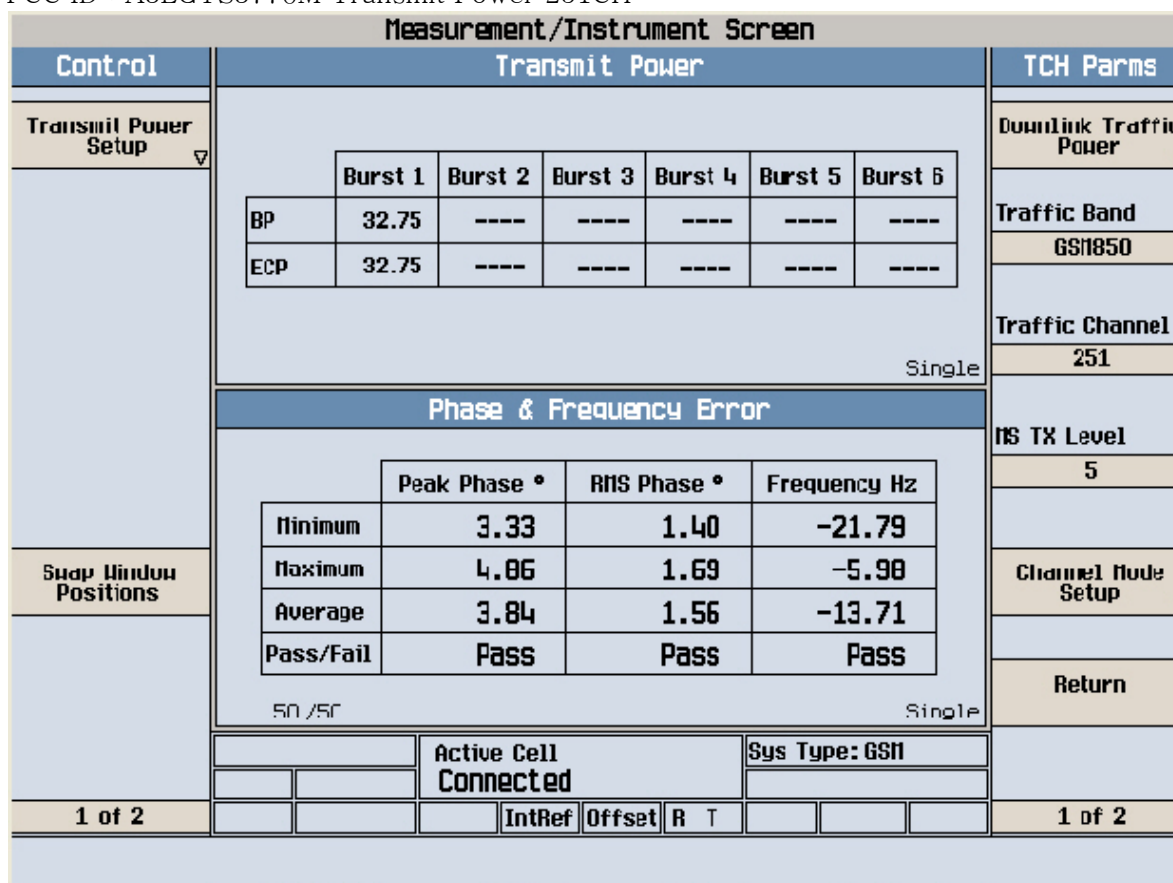 Measurement/Instrument Screen
Control
Transmit Power
TCH Parms
Transmit Power
Setup
Burst 1 Burst 2 Burst 3 Burst 4 Burst 5 Burst 6
BP 32.75 ---- ---- ---- ---- ----
ECP 32.75 ---- ---- ---- ---- ----
Single
Downlink Traffic
Power
Traffic Band
GSM850
Traffic Channel
251
MS TX Level
5
Phase & Frequency Error
Peak Phase ° RMS Phase ° Frequency Hz
Minimum 3.33 1.40 -21.79
Maximum 4.86 1.69 -5.98
Average 3.84 1.56 -13.71
Pass/Fail Pass Pass Pass
50/50
Single
Swap Window
Positions
Channel Mode
Setup
Return
Active Cell
Connected
Sys Type: GSM
IntRef Offset R T
1 of 2
1 of 2